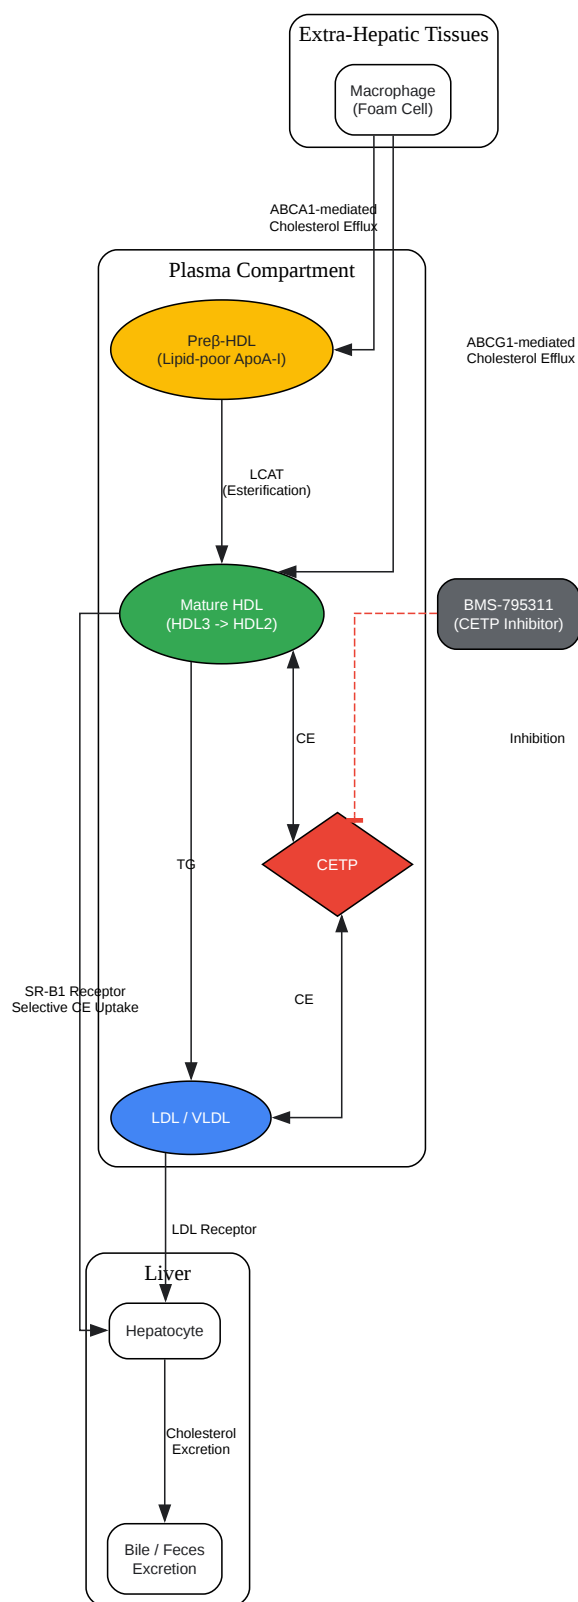 Extra-Hepatic Tissues
Macrophage
(Foam Cell)
ABCA1-mediated
Cholesterol Efflux
Plasma Compartment
Preβ-HDL
(Lipid-poor ApoA-I)
ABCG1-mediated
Cholesterol Efflux
LCAT
(Esterification)
Mature HDL
(HDL3 -> HDL2)
BMS-795311
(CETP Inhibitor)
CE
Inhibition
TG
CETP
SR-B1 Receptor
Selective CE Uptake
CE
LDL / VLDL
LDL Receptor
Liver
Hepatocyte
Cholesterol
Excretion
Bile / Feces
Excretion